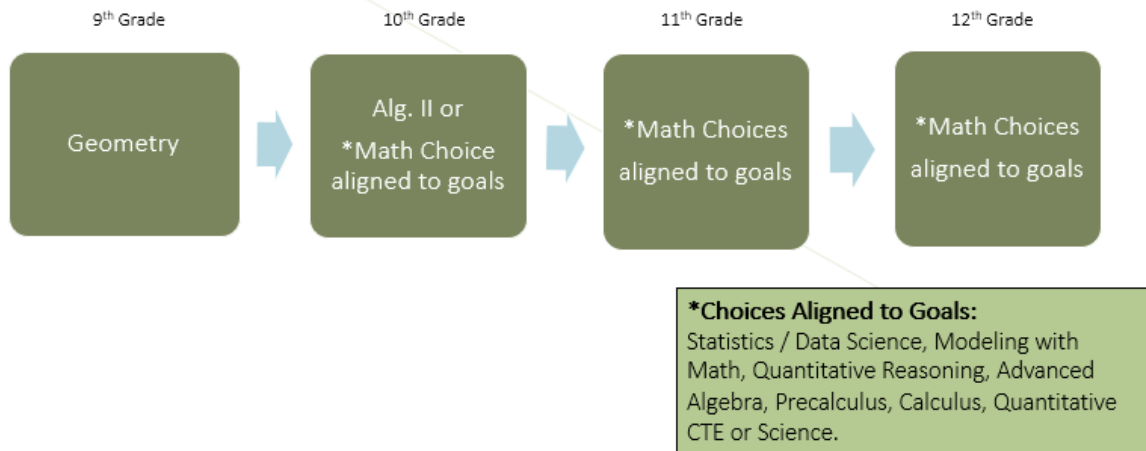 9th Grade
10th Grade
11th Grade
12th Grade
Geometry
Alg. II or
*Math Choice
aligned to goals
*Math Choices
aligned to goals
*Math Choices
aligned to goals
*Choices Aligned to Goals:
Statistics / Data Science, Modeling with
Math, Quantitative Reasoning, Advanced
Algebra, Precalculus, Calculus, Quantitative
CTE or Science.